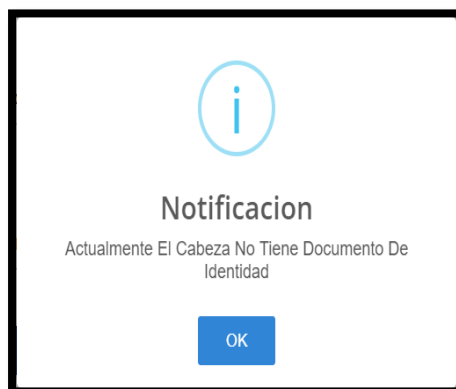 Notificacion
Actualmente El Cabeza No Tiene Documento De
Identidad
OK